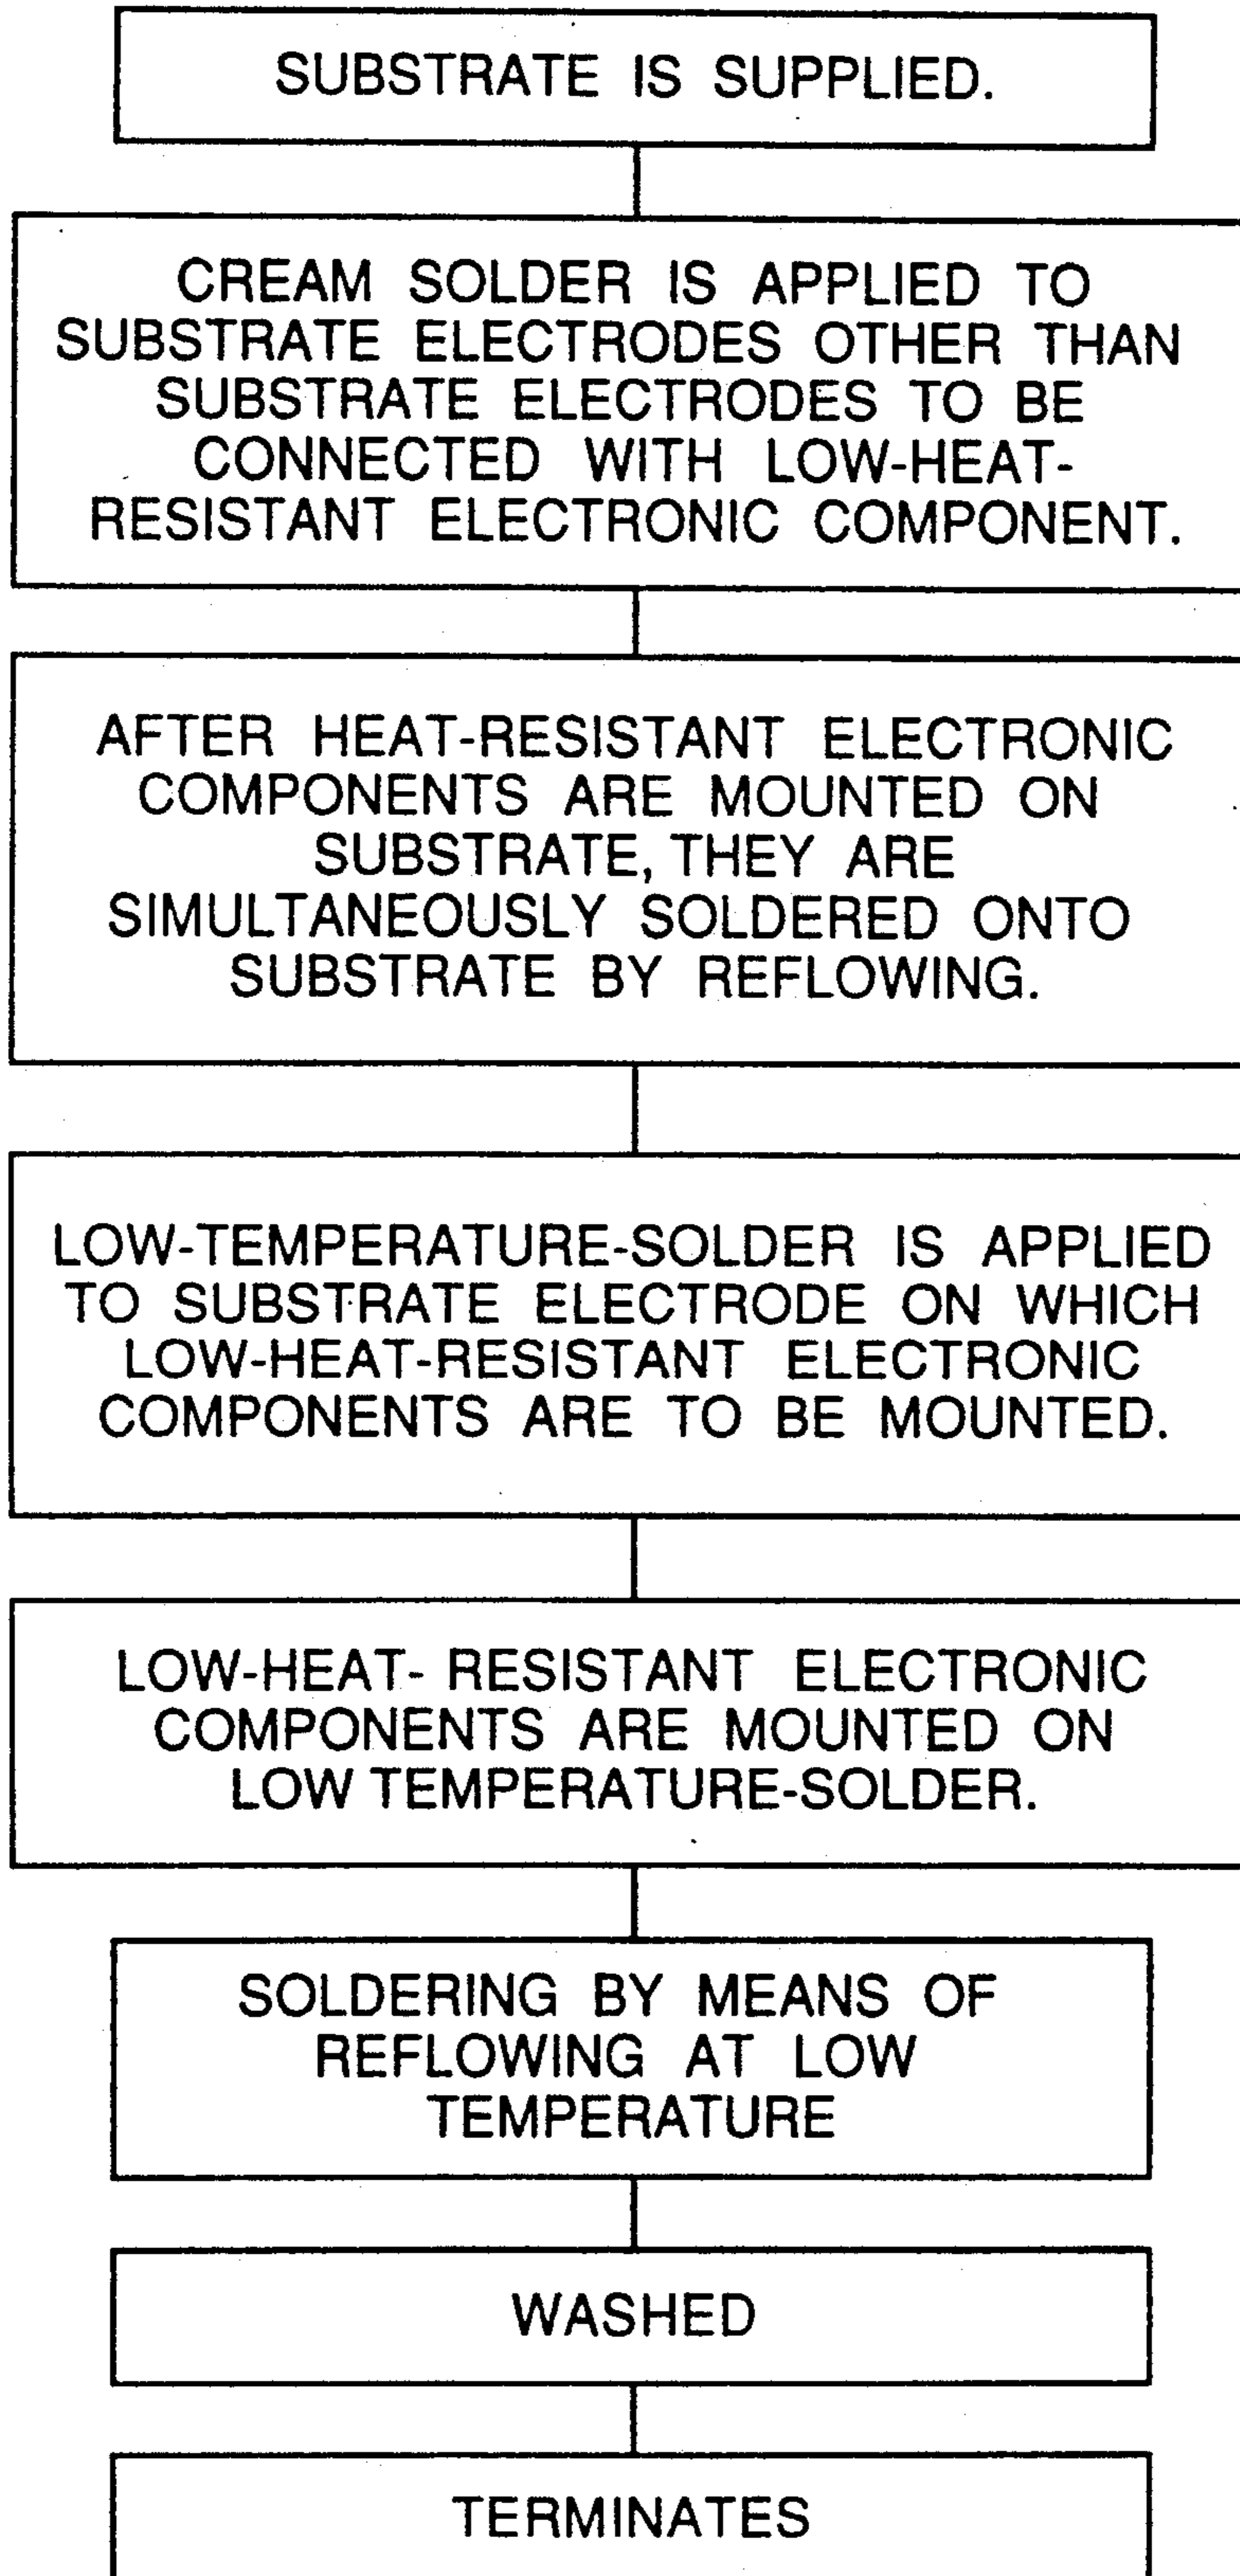 SUBSTRATE IS SUPPLIED.
CREAM SOLDER IS APPLIED TO
SUBSTRATE ELECTRODES OTHER THAN
SUBSTRATE ELECTRODES TO BE
CONNECTED WITH LOW-HEAT-
RESISTANT ELECTRONIC COMPONENT.
AFTER HEAT-RESISTANT ELECTRONIC
COMPONENTS ARE MOUNTED ON
SUBSTRATE, THEY ARE
SIMULTANEOUSLY SOLDERED ONTO
SUBSTRATE BY REFLOWING.
LOW-TEMPERATURE-SOLDER IS APPLIED
TO SUBSTRATE ELECTRODE ON WHICH
LOW-HEAT-RESISTANT ELECTRONIC
COMPONENTS ARE TO BE MOUNTED.
LOW-HEAT- RESISTANT ELECTRONIC
COMPONENTS ARE MOUNTED ON
LOW TEMPERATURE-SOLDER.
SOLDERING BY MEANS OF
REFLOWING AT LOW
TEMPERATURE
WASHED
TERMINATES